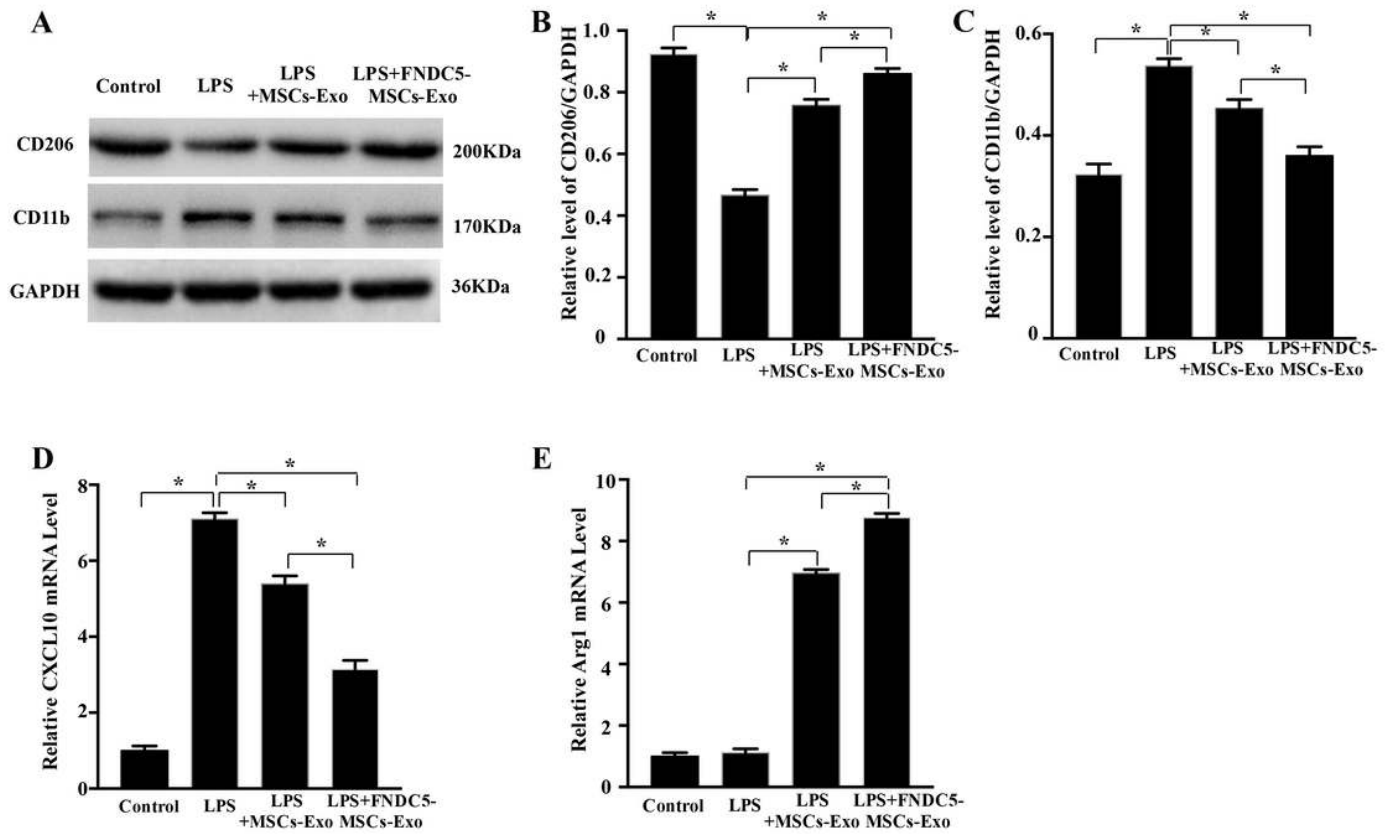 A
Control
LPS
LPS
+MSCs-Exo
LPS+FNDC5-
MSCs-Exo
CD206
200KDa
CD11b
170KDa
GAPDH
36KDa
B
Relative level of CD206/GAPDH
1.0
0.8
0.6
0.4
0.2
0
*
*
*
*
Control
LPS
LPS
+MSCs-Exo
LPS+FNDC5-
MSCs-Exo
C
Relative level of CD11b/GAPDH
0.6
0.4
0.2
0
*
*
*
*
Control
LPS
LPS
+MSCs-Exo
LPS+FNDC5-
MSCs-Exo
D
Relative CXCL10 mRNA Level
8
6
4
2
0
*
*
*
*
Control
LPS
LPS
+MSCs-Exo
LPS+FNDC5-
MSCs-Exo
E
Relative Arg1 mRNA Level
10
8
6
4
2
0
*
*
*
Control
LPS
LPS
+MSCs-Exo
LPS+FNDC5-
MSCs-Exo